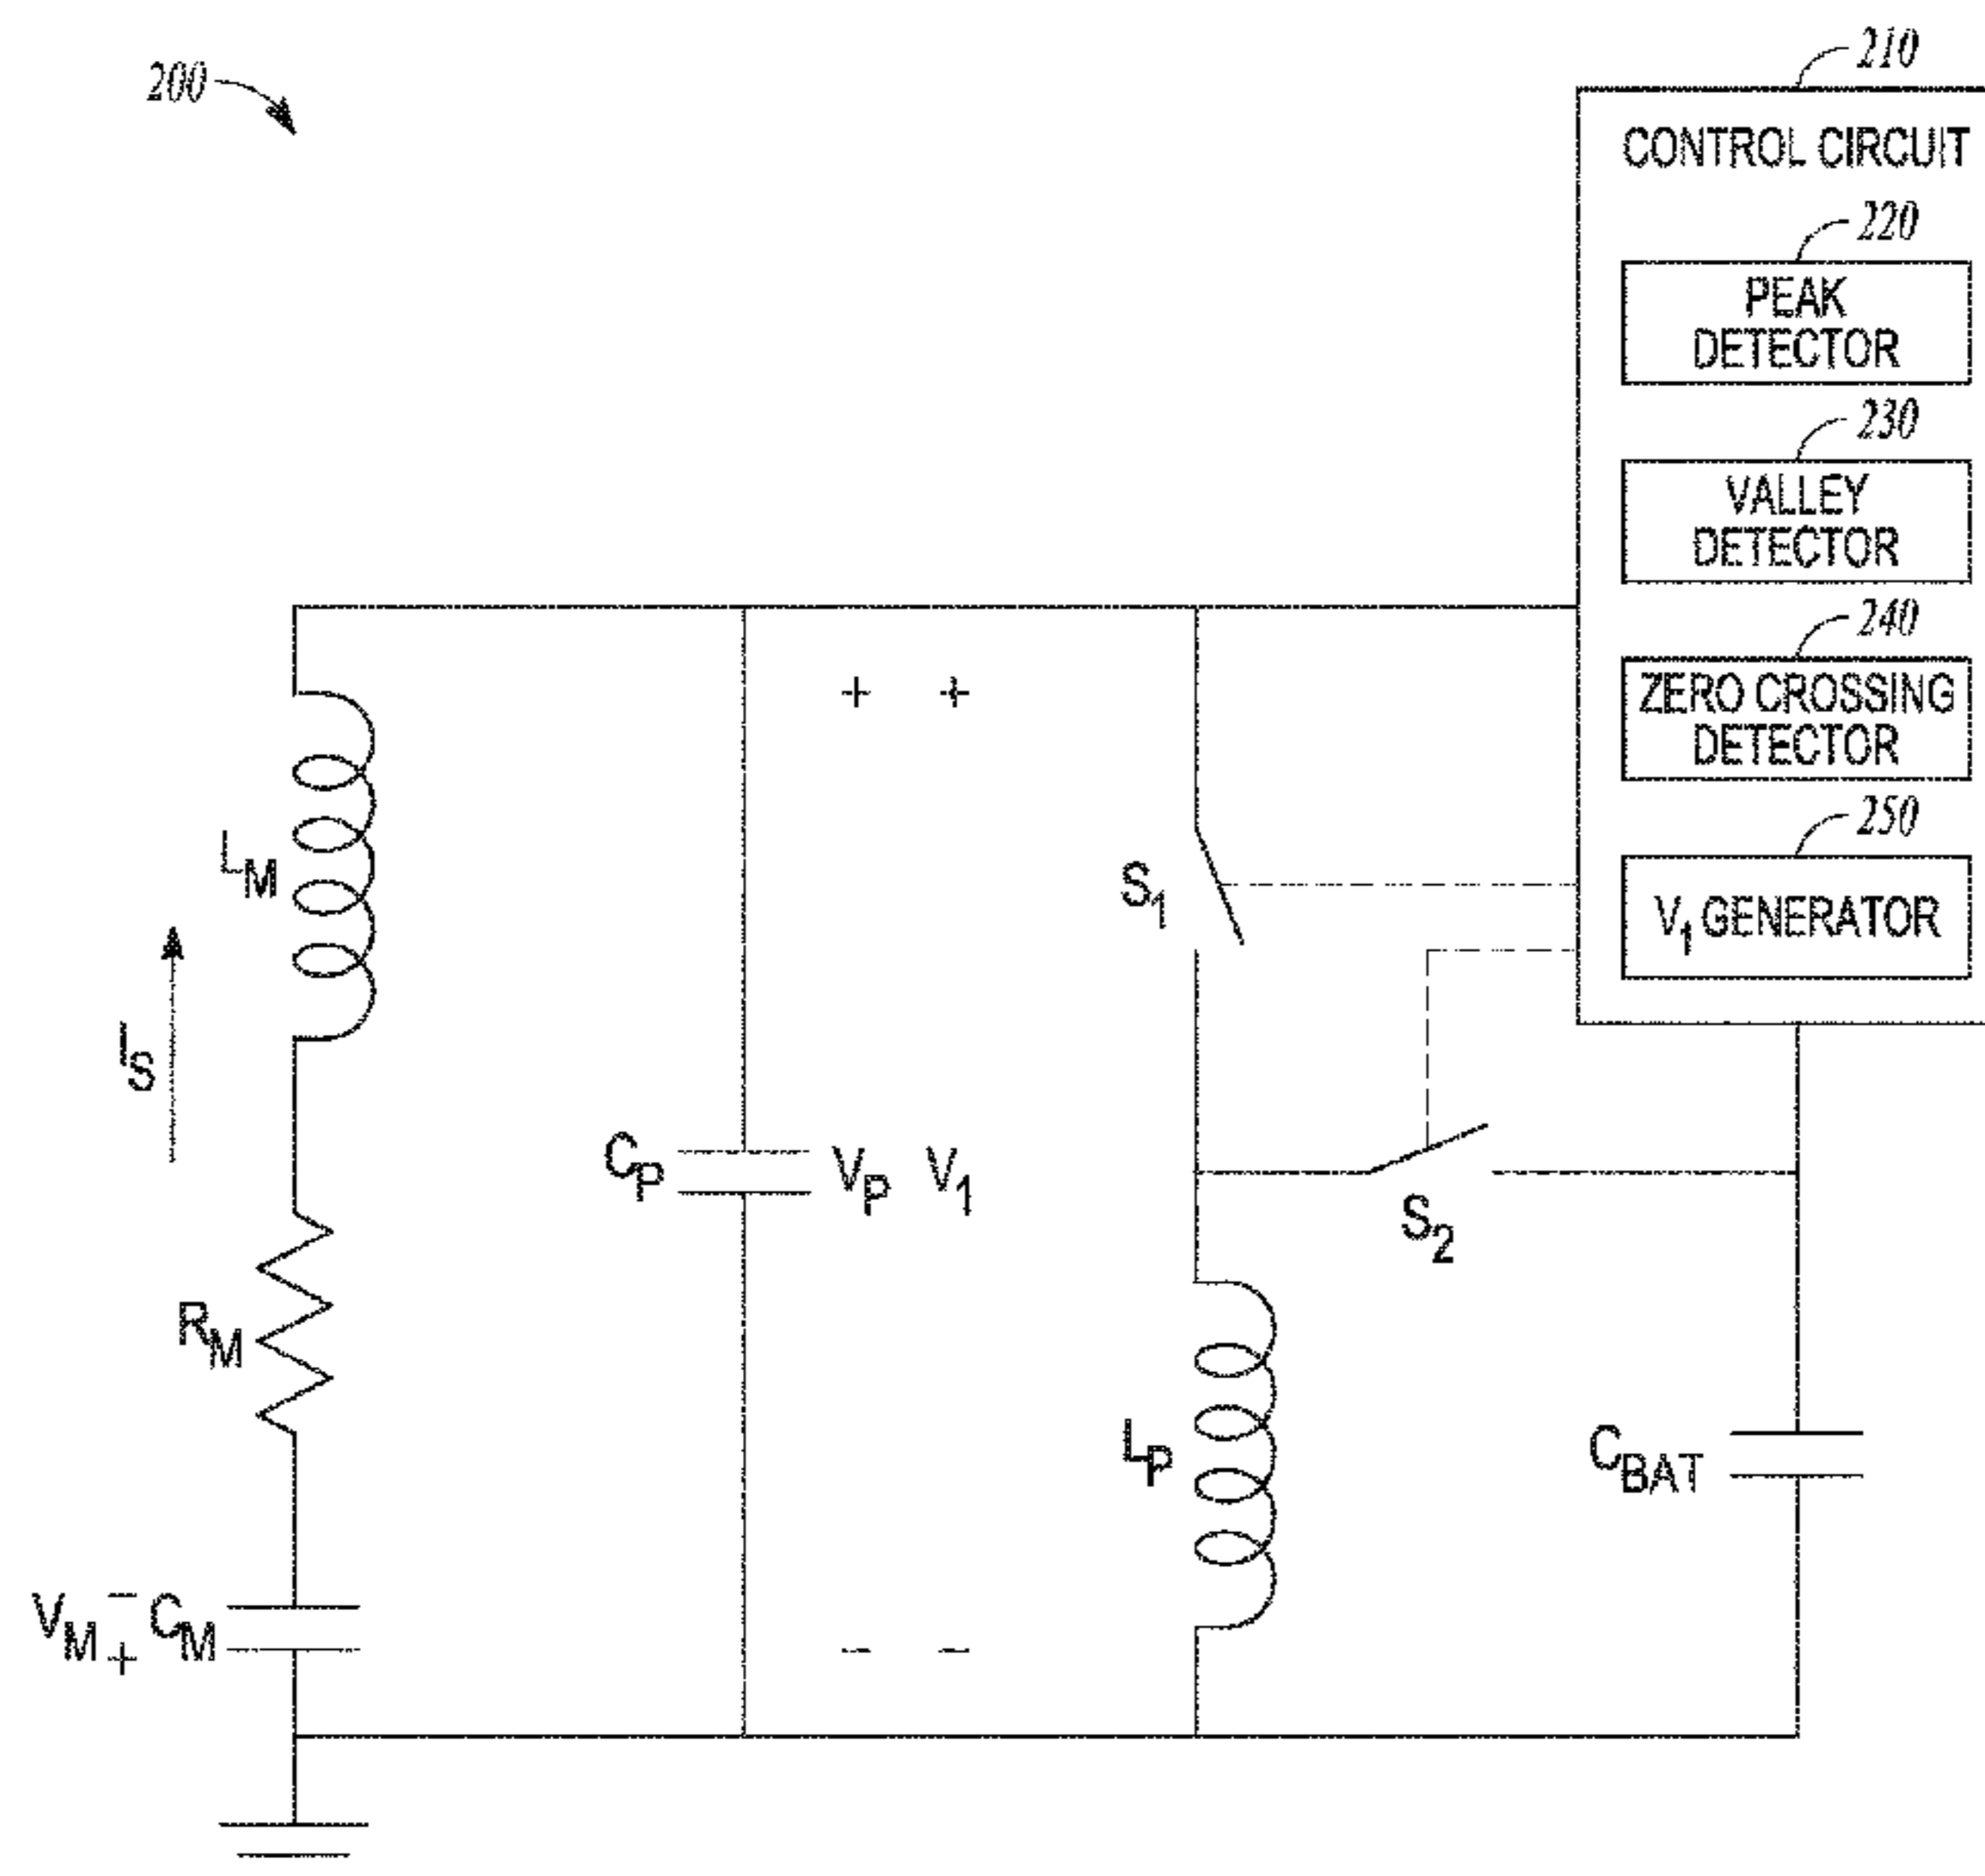 200
210
CONTROL CIRCUIT
220
PEAK
DETECTOR
230
VALLEY
DETECTOR
240
ZERO CROSSING
DETECTOR
250
V1 GENERATOR
+ +
LM
S1
IS
CP VP V1
S2
RM
LP
CBAT
VM - + CM
- -